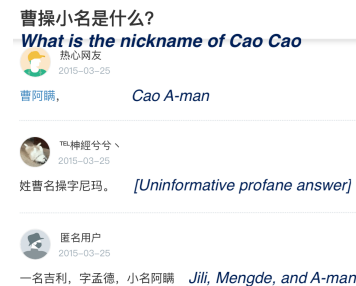 曹操小名是什么?
What is the nickname of Cao Cao
热心网友
2015-03-25
曹阿瞒, Cao A-man
℡神經兮兮丶
2015-03-25
姓曹名操字尼玛。 [Uninformative profane answer]
匿名用户
2015-03-25
一名吉利，字孟德，小名阿瞒 Jili, Mengde, and A-man